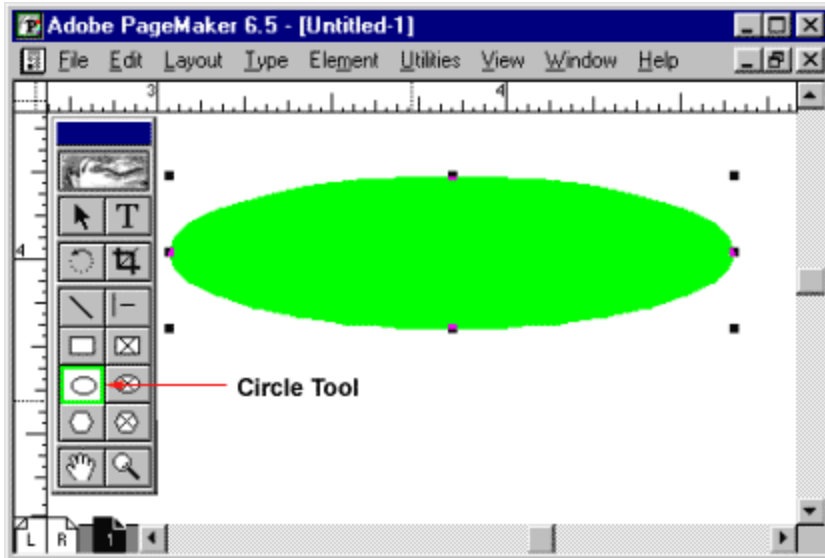 Adobe PageMaker 6.5 - [Untitled-1]
File Edit Layout Type Element Utilities View Window Help
3 4
T
4
Circle Tool
L R 1